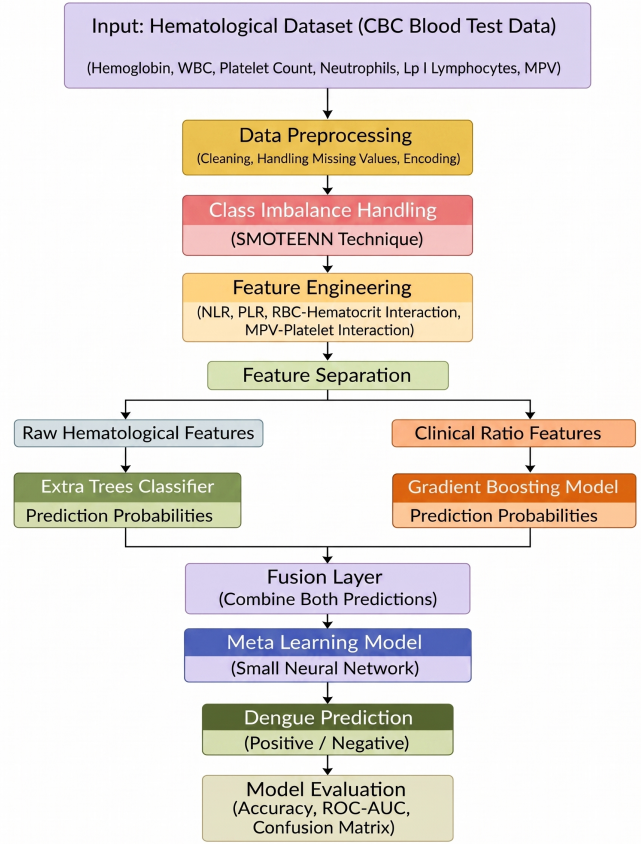 Input: Hematological Dataset (CBC Blood Test Data)
(Hemoglobin, WBC, Platelet Count, Neutrophils, Lp I Lymphocytes, MPV)
Data Preprocessing
(Cleaning, Handling Missing Values, Encoding)
Class Imbalance Handling
(SMOTEENN Technique)
Feature Engineering
(NLR, PLR, RBC-Hematocrit Interaction,
MPV-Platelet Interaction)
Feature Separation
Raw Hematological Features
Clinical Ratio Features
Extra Trees Classifier
Prediction Probabilities
Gradient Boosting Model
Prediction Probabilities
Fusion Layer
(Combine Both Predictions)
Meta Learning Model
(Small Neural Network)
Dengue Prediction
(Positive / Negative)
Model Evaluation
(Accuracy, ROC-AUC,
Confusion Matrix)